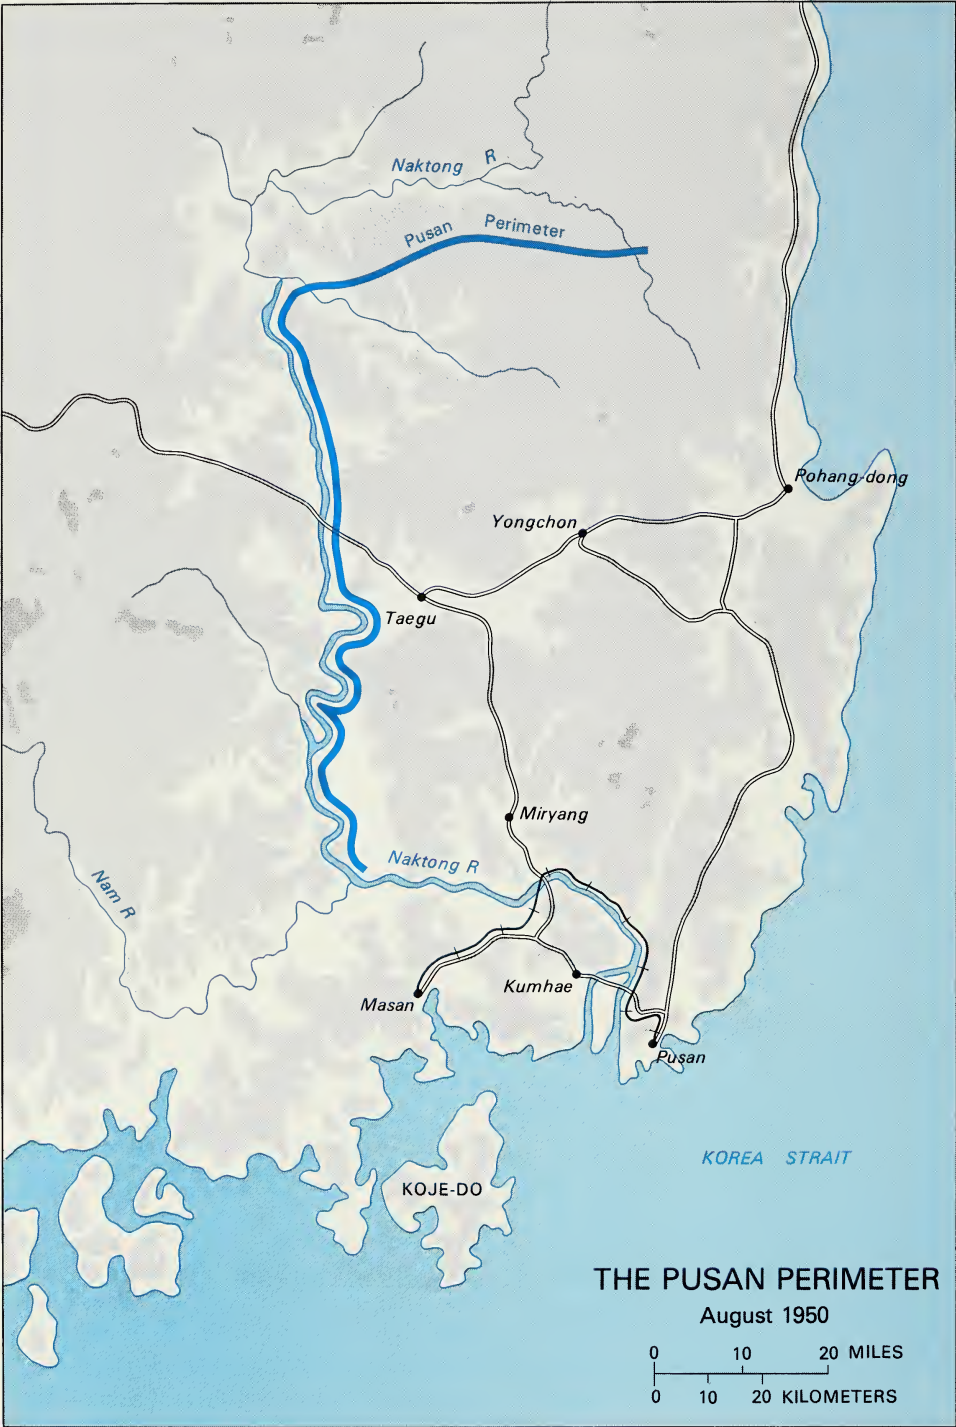 Naktong R
Pusan Perimeter
Pohang-dong
Yongchon
Taegu
Miryang
Naktong R
Nam R
Kumhae
Masan
Pusan
KOREA STRAIT
KOJE-DO
THE PUSAN PERIMETER
August 1950
0 10 20 MILES
0 10 20 KILOMETERS